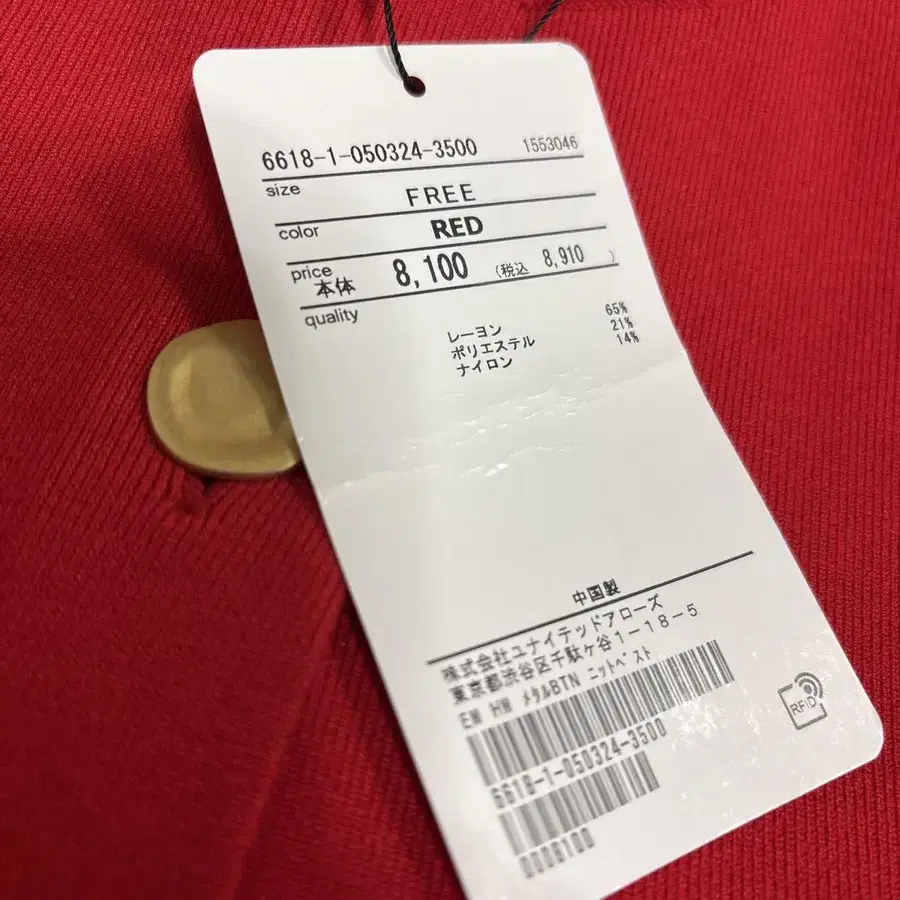 6618-1-050324-3500 1553046
size FREE
color RED
price 本体 8,100 (税込 8,910 )
quality
レーヨン 65%
ポリエステル 21%
ナイロン 14%
中国製
株式会社ユナイテッドアローズ
東京都渋谷区千駄ヶ谷1-18-5
EM HW メタルBTN ニットベスト
6618-1-050324-3500
0008100
RFID